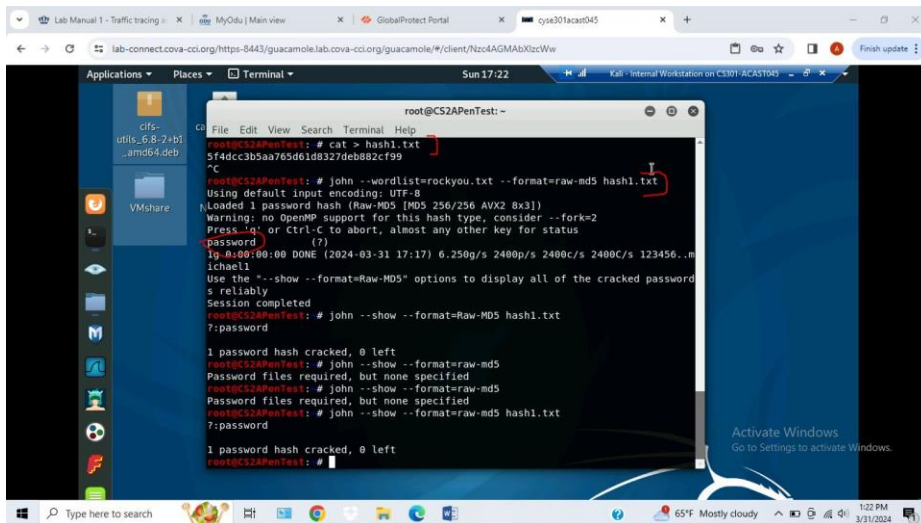 Lab Manual 1 - Traffic tracing a
MyOdu | Main view
GlobalProtect Portal
cyse301acast045
lab-connect.cova-cci.org/https-8443/guacamole.lab.cova-cci.org/guacamole/#/client/Nzc4AGMAbXlzcWw
Finish update
Applications
Places
Terminal
Sun 17:22
Kali - Internal Workstation on CS301-ACAST045
cifs-
utils_6.8-2+b1
_amd64.deb
VMshare
root@CS2APenTest: ~
File Edit View Search Terminal Help
root@CS2APenTest:~# cat > hash1.txt
5f4dcc3b5aa765d61d8327deb882cf99
^C
root@CS2APenTest:~# john --wordlist=rockyou.txt --format=raw-md5 hash1.txt
Using default input encoding: UTF-8
Loaded 1 password hash (Raw-MD5 [MD5 256/256 AVX2 8x3])
Warning: no OpenMP support for this hash type, consider --fork=2
Press 'q' or Ctrl-C to abort, almost any other key for status
password (?)
1g 0:00:00:00 DONE (2024-03-31 17:17) 6.250g/s 2400p/s 2400c/s 2400C/s 123456..m
ichael1
Use the "--show --format=Raw-MD5" options to display all of the cracked password
s reliably
Session completed
root@CS2APenTest:~# john --show --format=Raw-MD5 hash1.txt
?:password
1 password hash cracked, 0 left
root@CS2APenTest:~# john --show --format=raw-md5
Password files required, but none specified
root@CS2APenTest:~# john --show --format=raw-md5
Password files required, but none specified
root@CS2APenTest:~# john --show --format=raw-md5 hash1.txt
?:password
1 password hash cracked, 0 left
root@CS2APenTest:~#
Activate Windows
Go to Settings to activate Windows.
Type here to search
65°F Mostly cloudy
1:22 PM
3/31/2024